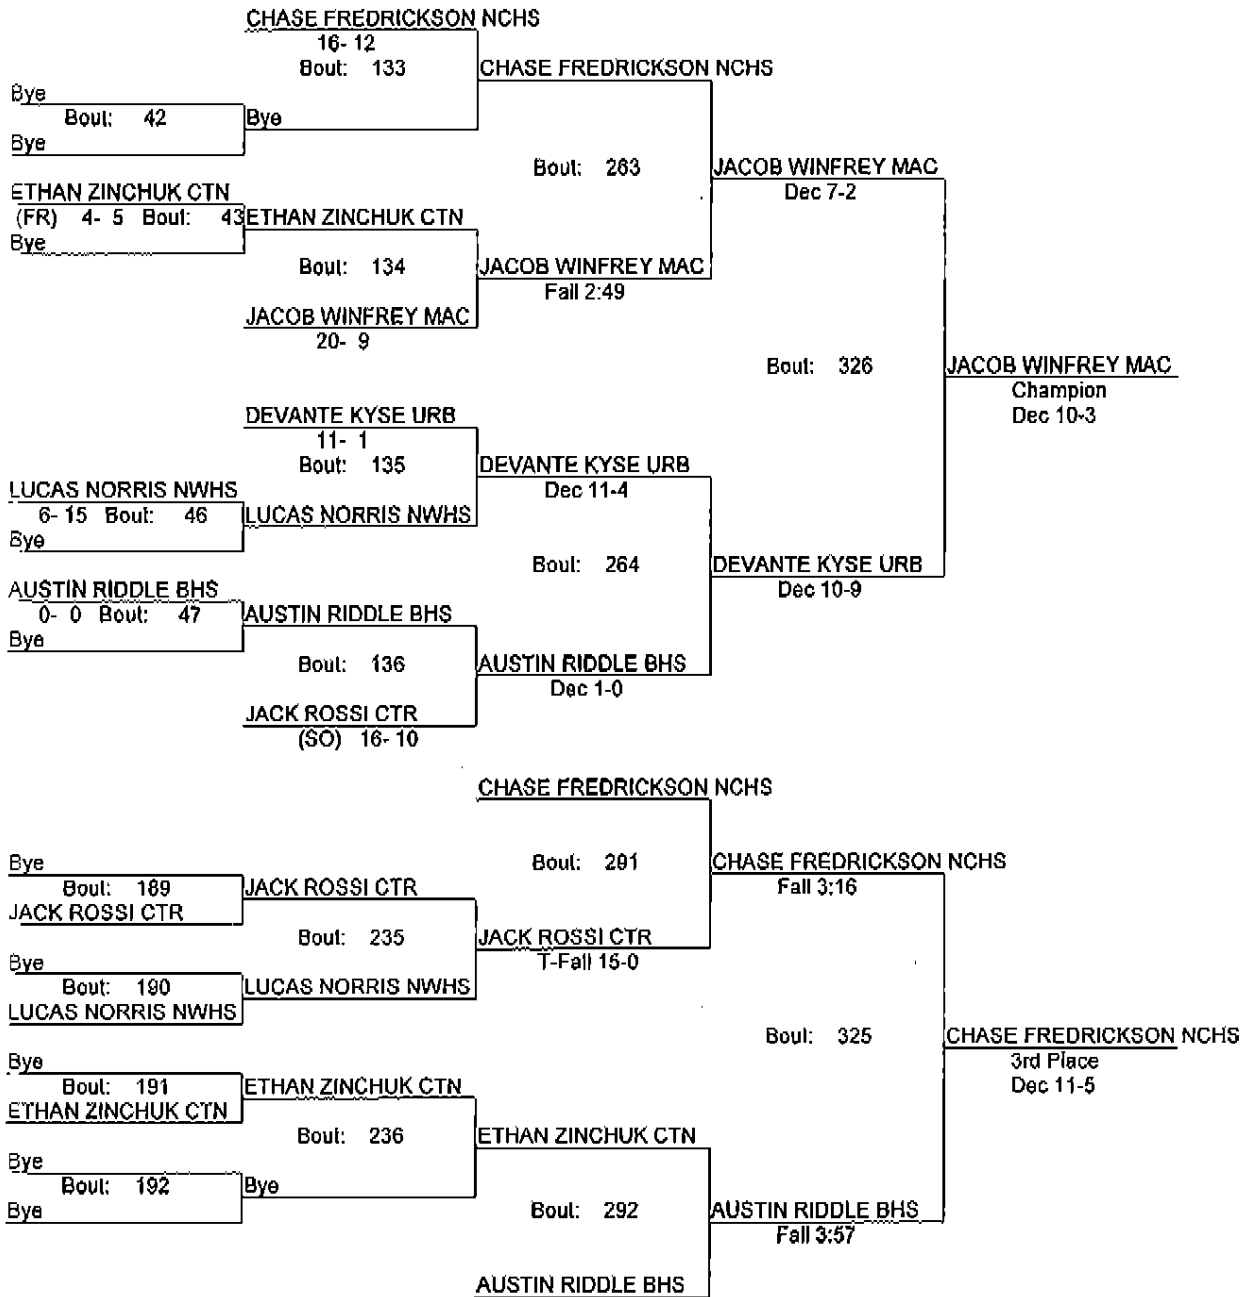 CHASE FREDRICKSON NCHS
16- 12
Bout: 133
CHASE FREDRICKSON NCHS
Bye
Bout: 42
Bye
Bye
Bout: 263
JACOB WINFREY MAC
Dec 7-2
ETHAN ZINCHUK CTN
(FR) 4- 5 Bout: 43
ETHAN ZINCHUK CTN
Bye
Bout: 134
JACOB WINFREY MAC
Fall 2:49
JACOB WINFREY MAC
20- 9
Bout: 326
JACOB WINFREY MAC
Champion
Dec 10-3
DEVANTE KYSE URB
11- 1
Bout: 135
DEVANTE KYSE URB
Dec 11-4
LUCAS NORRIS NWHS
6- 15 Bout: 46
LUCAS NORRIS NWHS
Bye
Bout: 264
DEVANTE KYSE URB
Dec 10-9
AUSTIN RIDDLE BHS
0- 0 Bout: 47
AUSTIN RIDDLE BHS
Bye
Bout: 136
AUSTIN RIDDLE BHS
Dec 1-0
JACK ROSSI CTR
(SO) 16- 10
CHASE FREDRICKSON NCHS
Bout: 291
CHASE FREDRICKSON NCHS
Fall 3:16
Bye
Bout: 189
JACK ROSSI CTR
JACK ROSSI CTR
Bout: 235
JACK ROSSI CTR
T-Fall 15-0
Bye
Bout: 190
LUCAS NORRIS NWHS
LUCAS NORRIS NWHS
Bout: 325
CHASE FREDRICKSON NCHS
3rd Place
Dec 11-5
Bye
Bout: 191
ETHAN ZINCHUK CTN
ETHAN ZINCHUK CTN
Bout: 236
ETHAN ZINCHUK CTN
Bye
Bout: 192
Bye
Bye
Bout: 292
AUSTIN RIDDLE BHS
Fall 3:57
AUSTIN RIDDLE BHS